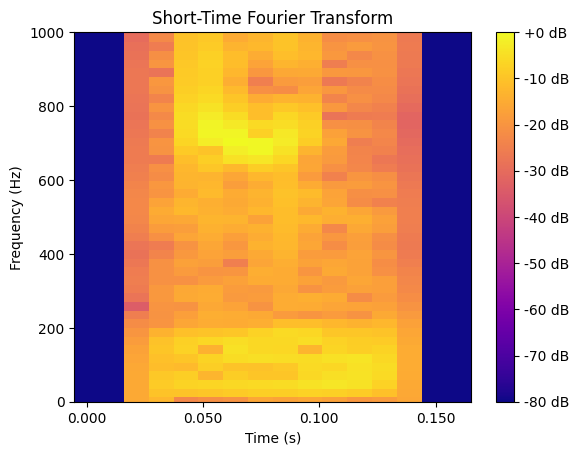 Short-Time Fourier Transform
1000
800
600
400
200
0
Frequency (Hz)
0.000
0.050
0.100
0.150
Time (s)
+0 dB
-10 dB
-20 dB
-30 dB
-40 dB
-50 dB
-60 dB
-70 dB
-80 dB